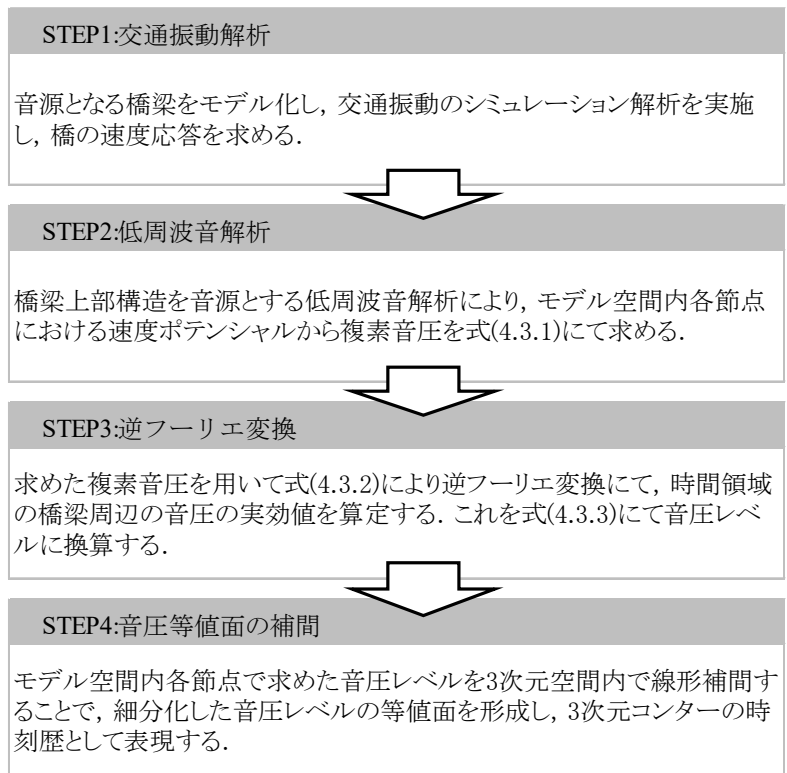 STEP1:交通振動解析
音源となる橋梁をモデル化し，交通振動のシミュレーション解析を実施
し，橋の速度応答を求める．
STEP2:低周波音解析
橋梁上部構造を音源とする低周波音解析により，モデル空間内各節点
における速度ポテンシャルから複素音圧を式(4.3.1)にて求める．
STEP3:逆フーリエ変換
求めた複素音圧を用いて式(4.3.2)により逆フーリエ変換にて，時間領域
の橋梁周辺の音圧の実効値を算定する．これを式(4.3.3)にて音圧レベ
ルに換算する．
STEP4:音圧等値面の補間
モデル空間内各節点で求めた音圧レベルを3次元空間内で線形補間す
ることで，細分化した音圧レベルの等値面を形成し，3次元コンターの時
刻歴として表現する．